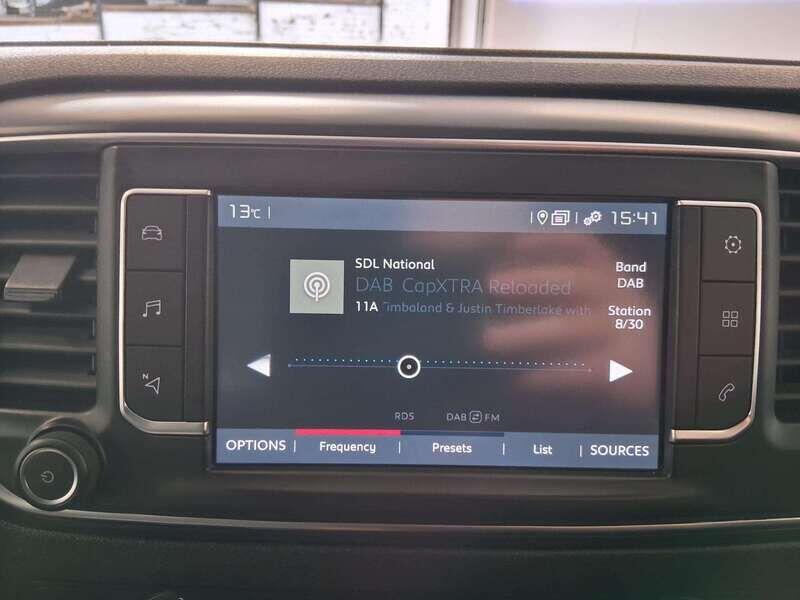 13°C
15:41
SDL National
DAB CapXTRA Reloaded
11A Timbaland & Justin Timberlake with
Band
DAB
Station
8/30
N
RDS DAB FM
OPTIONS Frequency Presets List SOURCES